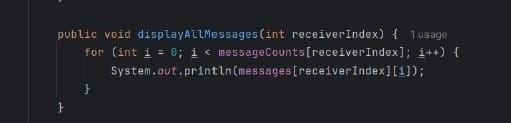 public void displayAllMessages(int receiverIndex) { 1 usage
for (int i = 0; i < messageCounts[receiverIndex]; i++) {
System.out.println(messages[receiverIndex][i]);
}
}